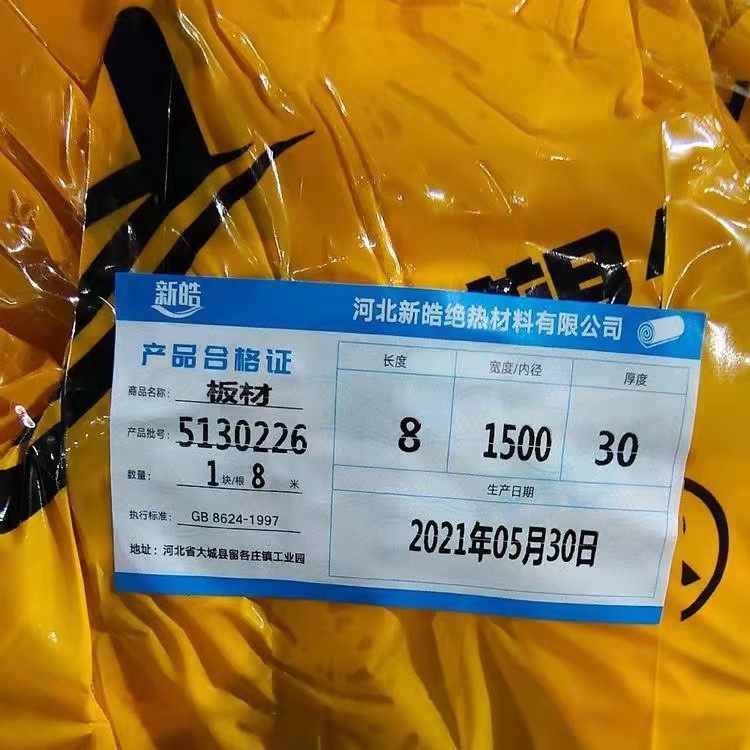 新皓
河北新皓绝热材料有限公司
产品合格证
商品名称: 板材
产品批号: 5130226
数量: 1 块/根 8 米
执行标准: GB 8624-1997
地址: 河北省大城县留各庄镇工业园
长度 宽度/内径 厚度
8 1500 30
生产日期
2021年05月30日